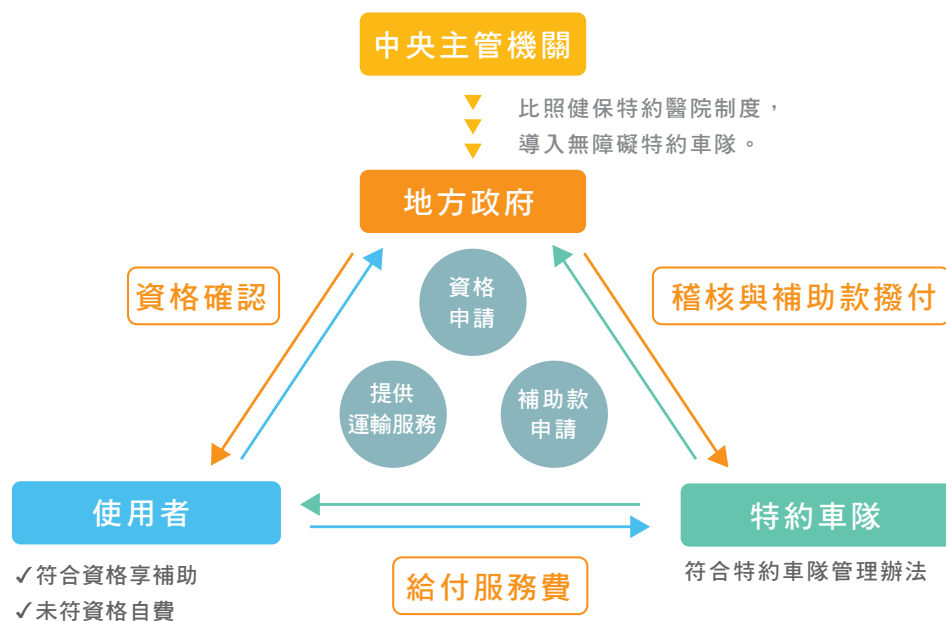 中央主管機關
比照健保特約醫院制度，
導入無障礙特約車隊。
地方政府
資格
申請
資格確認
稽核與補助款撥付
提供
運輸服務
補助款
申請
使用者
特約車隊
✓符合資格享補助
✓未符資格自費
給付服務費
符合特約車隊管理辦法